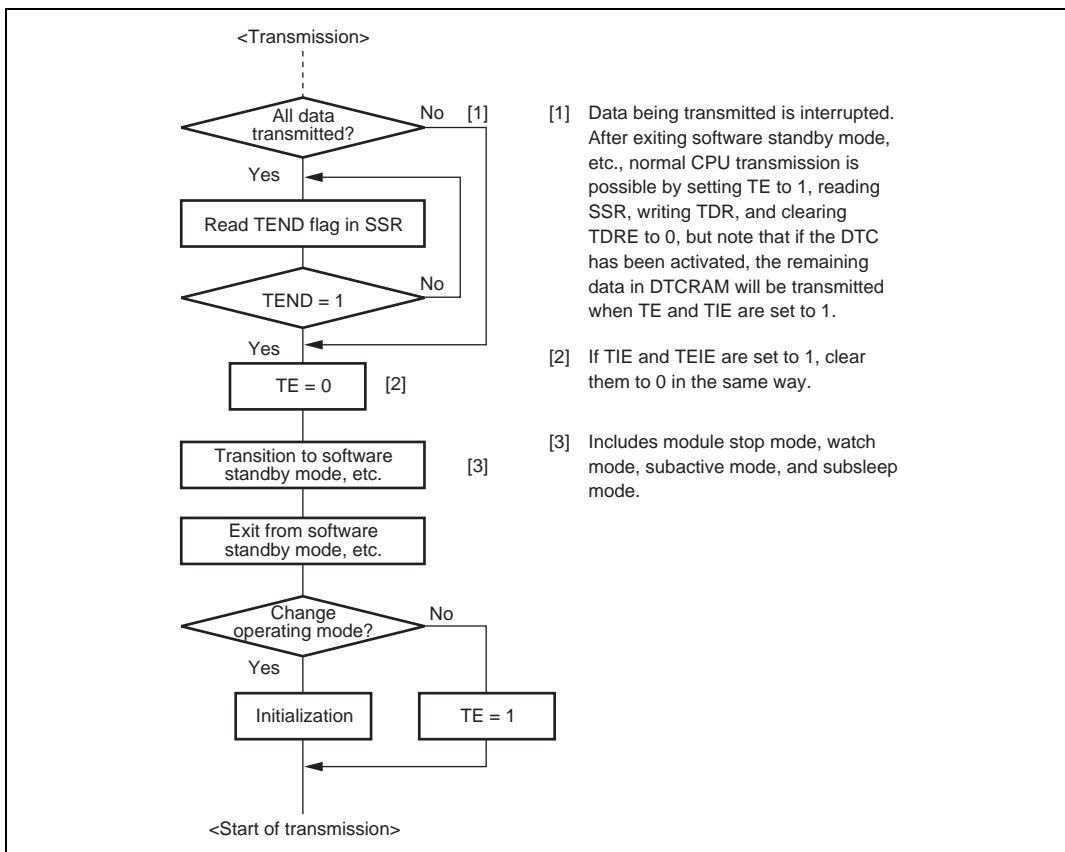 <Transmission>
All data
transmitted?
No [1]
Yes
Read TEND flag in SSR
TEND = 1
No
Yes
TE = 0 [2]
Transition to software
standby mode, etc.
[3]
Exit from software
standby mode, etc.
Change
operating mode?
No
Yes
Initialization
TE = 1
<Start of transmission>
[1] Data being transmitted is interrupted.
After exiting software standby mode,
etc., normal CPU transmission is
possible by setting TE to 1, reading
SSR, writing TDR, and clearing
TDRE to 0, but note that if the DTC
has been activated, the remaining
data in DTCRAM will be transmitted
when TE and TIE are set to 1.
[2] If TIE and TEIE are set to 1, clear
them to 0 in the same way.
[3] Includes module stop mode, watch
mode, subactive mode, and subsleep
mode.